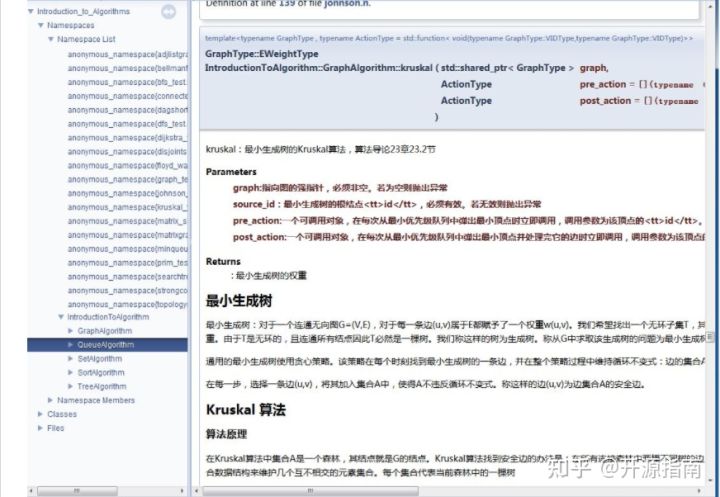 Introduction_to_Algorithms
Namespaces
Namespace List
anonymous_namespace{adjlistgra
anonymous_namespace{bellmanf
anonymous_namespace{bfs_test.
anonymous_namespace{connecte
anonymous_namespace{dagshort
anonymous_namespace{dfs_test.
anonymous_namespace{dijkstra_
anonymous_namespace{disjoints
anonymous_namespace{floyd_wa
anonymous_namespace{graph_te
anonymous_namespace{johnson_
anonymous_namespace{kruskal_
anonymous_namespace{matrix_s
anonymous_namespace{matrixgra
anonymous_namespace{minqueu
anonymous_namespace{prim_tes
anonymous_namespace{searchtre
anonymous_namespace{strongco
anonymous_namespace{topology
IntroductionToAlgorithm
GraphAlgorithm
QueueAlgorithm
SetAlgorithm
SortAlgorithm
TreeAlgorithm
Namespace Members
Classes
Files
Definition at line 139 of file johnson.h.
template<typename GraphType , typename ActionType = std::function< void(typename GraphType::VIDType,typename GraphType::VIDType)>>
GraphType::EWeightType
IntroductionToAlgorithm::GraphAlgorithm::kruskal ( std::shared_ptr< GraphType > graph,
ActionType pre_action = [](typename
ActionType post_action = [](typename
)
kruskal：最小生成树的Kruskal算法，算法导论23章23.2节
Parameters
graph:指向图的强指针，必须非空。若为空则抛出异常
source_id：最小生成树的根结点<tt>id</tt>，必须有效。若无效则抛出异常
pre_action:一个可调用对象，在每次从最小优先级队列中弹出最小顶点时立即调用，调用参数为该顶点的<tt>id</tt>。
post_action:一个可调用对象，在每次从最小优先级队列中弹出最小顶点并处理完它的边时立即调用，调用参数为该顶点的
Returns
: 最小生成树的权重
最小生成树
最小生成树：对于一个连通无向图G=(V,E)，对于每一条边(u,v)属于E都赋予了一个权重w(u,v)。我们希望找出一个无环子集T，其
重。由于T是无环的，且连通所有结点因此T必然是一棵树。我们称这样的树为生成树。称从G中求取该生成树的问题为最小生成树
通用的最小生成树使用贪心策略。该策略在每个时刻找到最小生成树的一条边，并在整个策略过程中维持循环不变式：边的集合A
在每一步，选择一条边(u,v)，将其加入集合A中，使得A不违反循环不变式。称这样的边(u,v)为边集合A的安全边。
Kruskal 算法
算法原理
在Kruskal算法中集合A是一个森林，其结点就是G的结点。Kruskal算法找到安全边的办法是：在所有连接森林中两棵不同树的边
合数据结构来维护几个互不相交的元素集合。每个集合代表当前森林中的一棵树
知乎 @开源指南